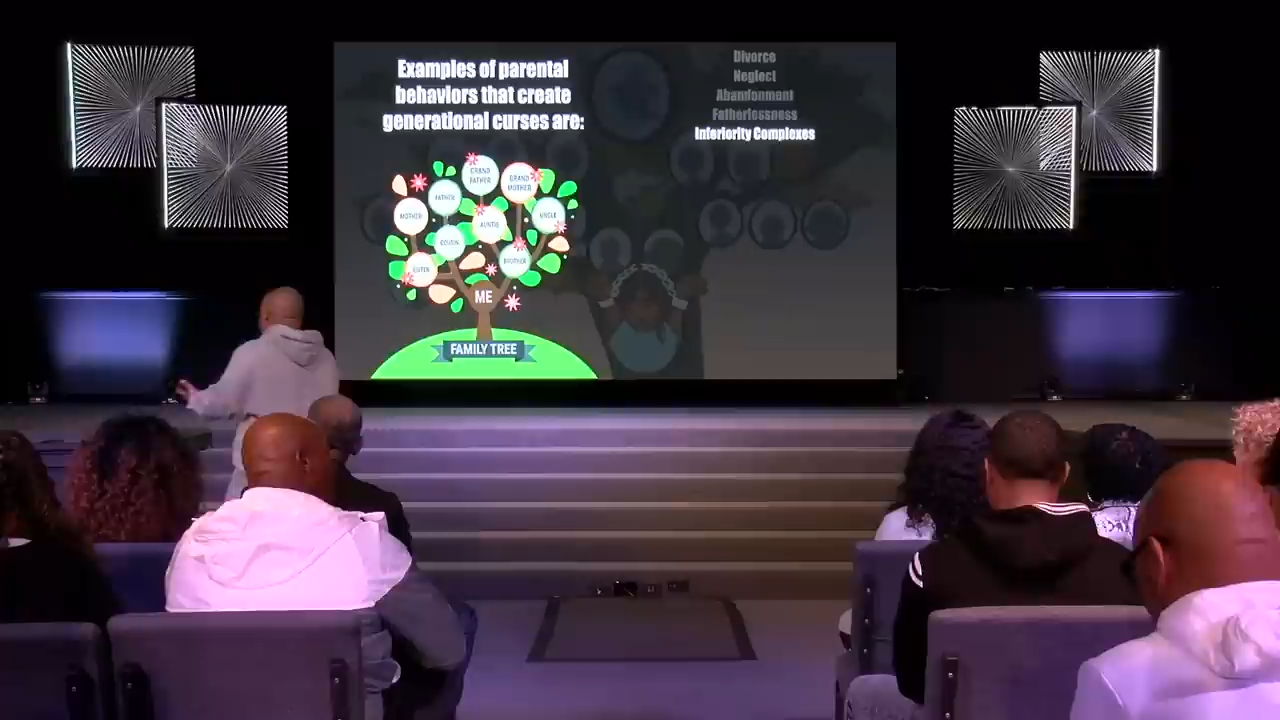 Examples of parental
behaviors that create
generational curses are:
Divorce
Neglect
Abandonment
Fatherlessness
Inferiority Complexes
GRAND
FATHER
GRAND
MOTHER
FATHER
MOTHER
UNCLE
AUNTIE
COUSIN
BROTHER
SISTER
ME
FAMILY TREE